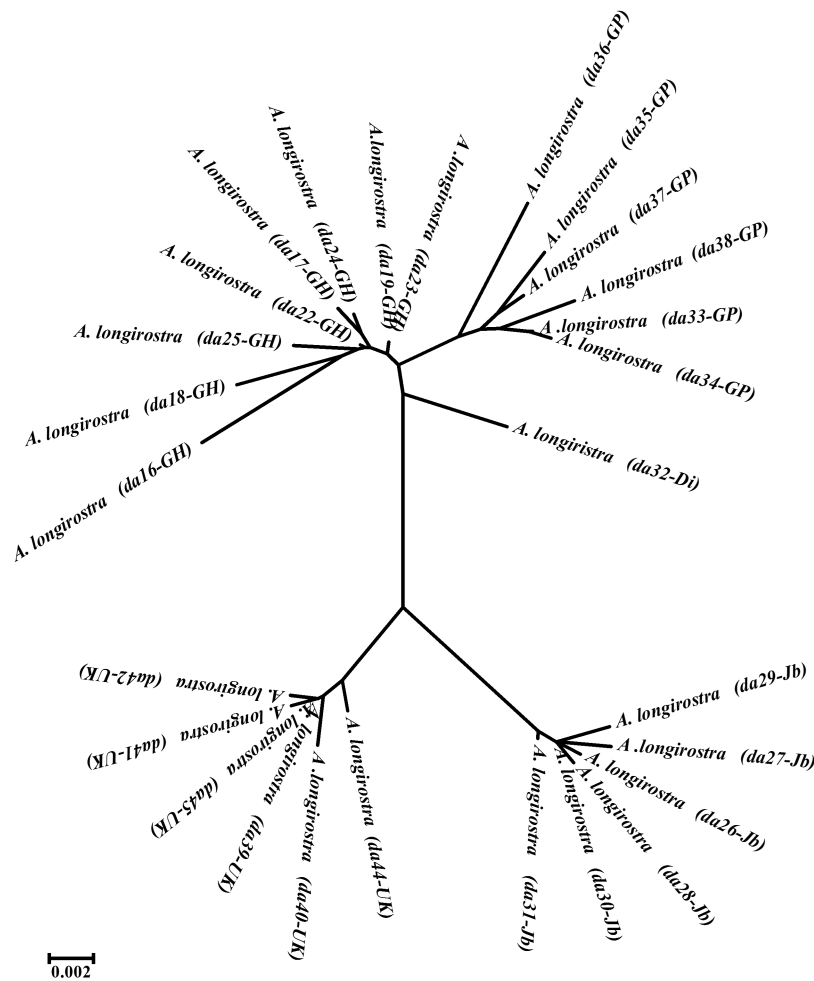 A. longirostra (da36-GP)
A. longirostra (da35-GP)
A. longirostra (da37-GP)
A. longirostra (da38-GP)
A .longirostra (da33-GP)
A. longirostra (da34-GP)
A. longiristra (da32-Di)
A. longirostra (da23-GH)
A.longirostra (da19-GH)
A. longirostra (da24-GH)
A. longirostra (da17-GH)
A. longirostra (da22-GH)
A. longirostra (da25-GH)
A. longirostra (da18-GH)
A. longirostra (da16-GH)
A. longirostra (da42-UK)
A. longirostra (da41-UK)
A. longirostra (da45-UK)
A. longirostra (da39-UK)
A. longirostra (da40-UK)
A. longirostra (da44-UK)
A. longirostra (da31-Jb)
A. longirostra (da30-Jb)
A. longirostra (da28-Jb)
A. longirostra (da26-Jb)
A .longirostra (da27-Jb)
A. longirostra (da29-Jb)
0.002